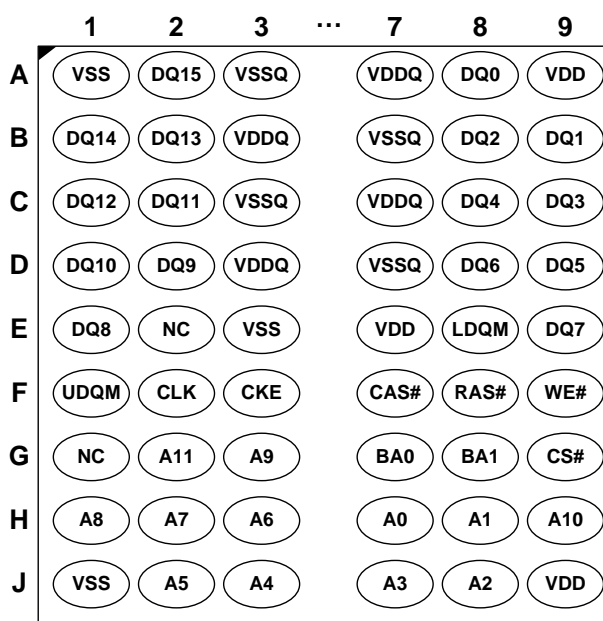 1 2 3 ... 7 8 9
A VSS DQ15 VSSQ VDDQ DQ0 VDD
B DQ14 DQ13 VDDQ VSSQ DQ2 DQ1
C DQ12 DQ11 VSSQ VDDQ DQ4 DQ3
D DQ10 DQ9 VDDQ VSSQ DQ6 DQ5
E DQ8 NC VSS VDD LDQM DQ7
F UDQM CLK CKE CAS# RAS# WE#
G NC A11 A9 BA0 BA1 CS#
H A8 A7 A6 A0 A1 A10
J VSS A5 A4 A3 A2 VDD